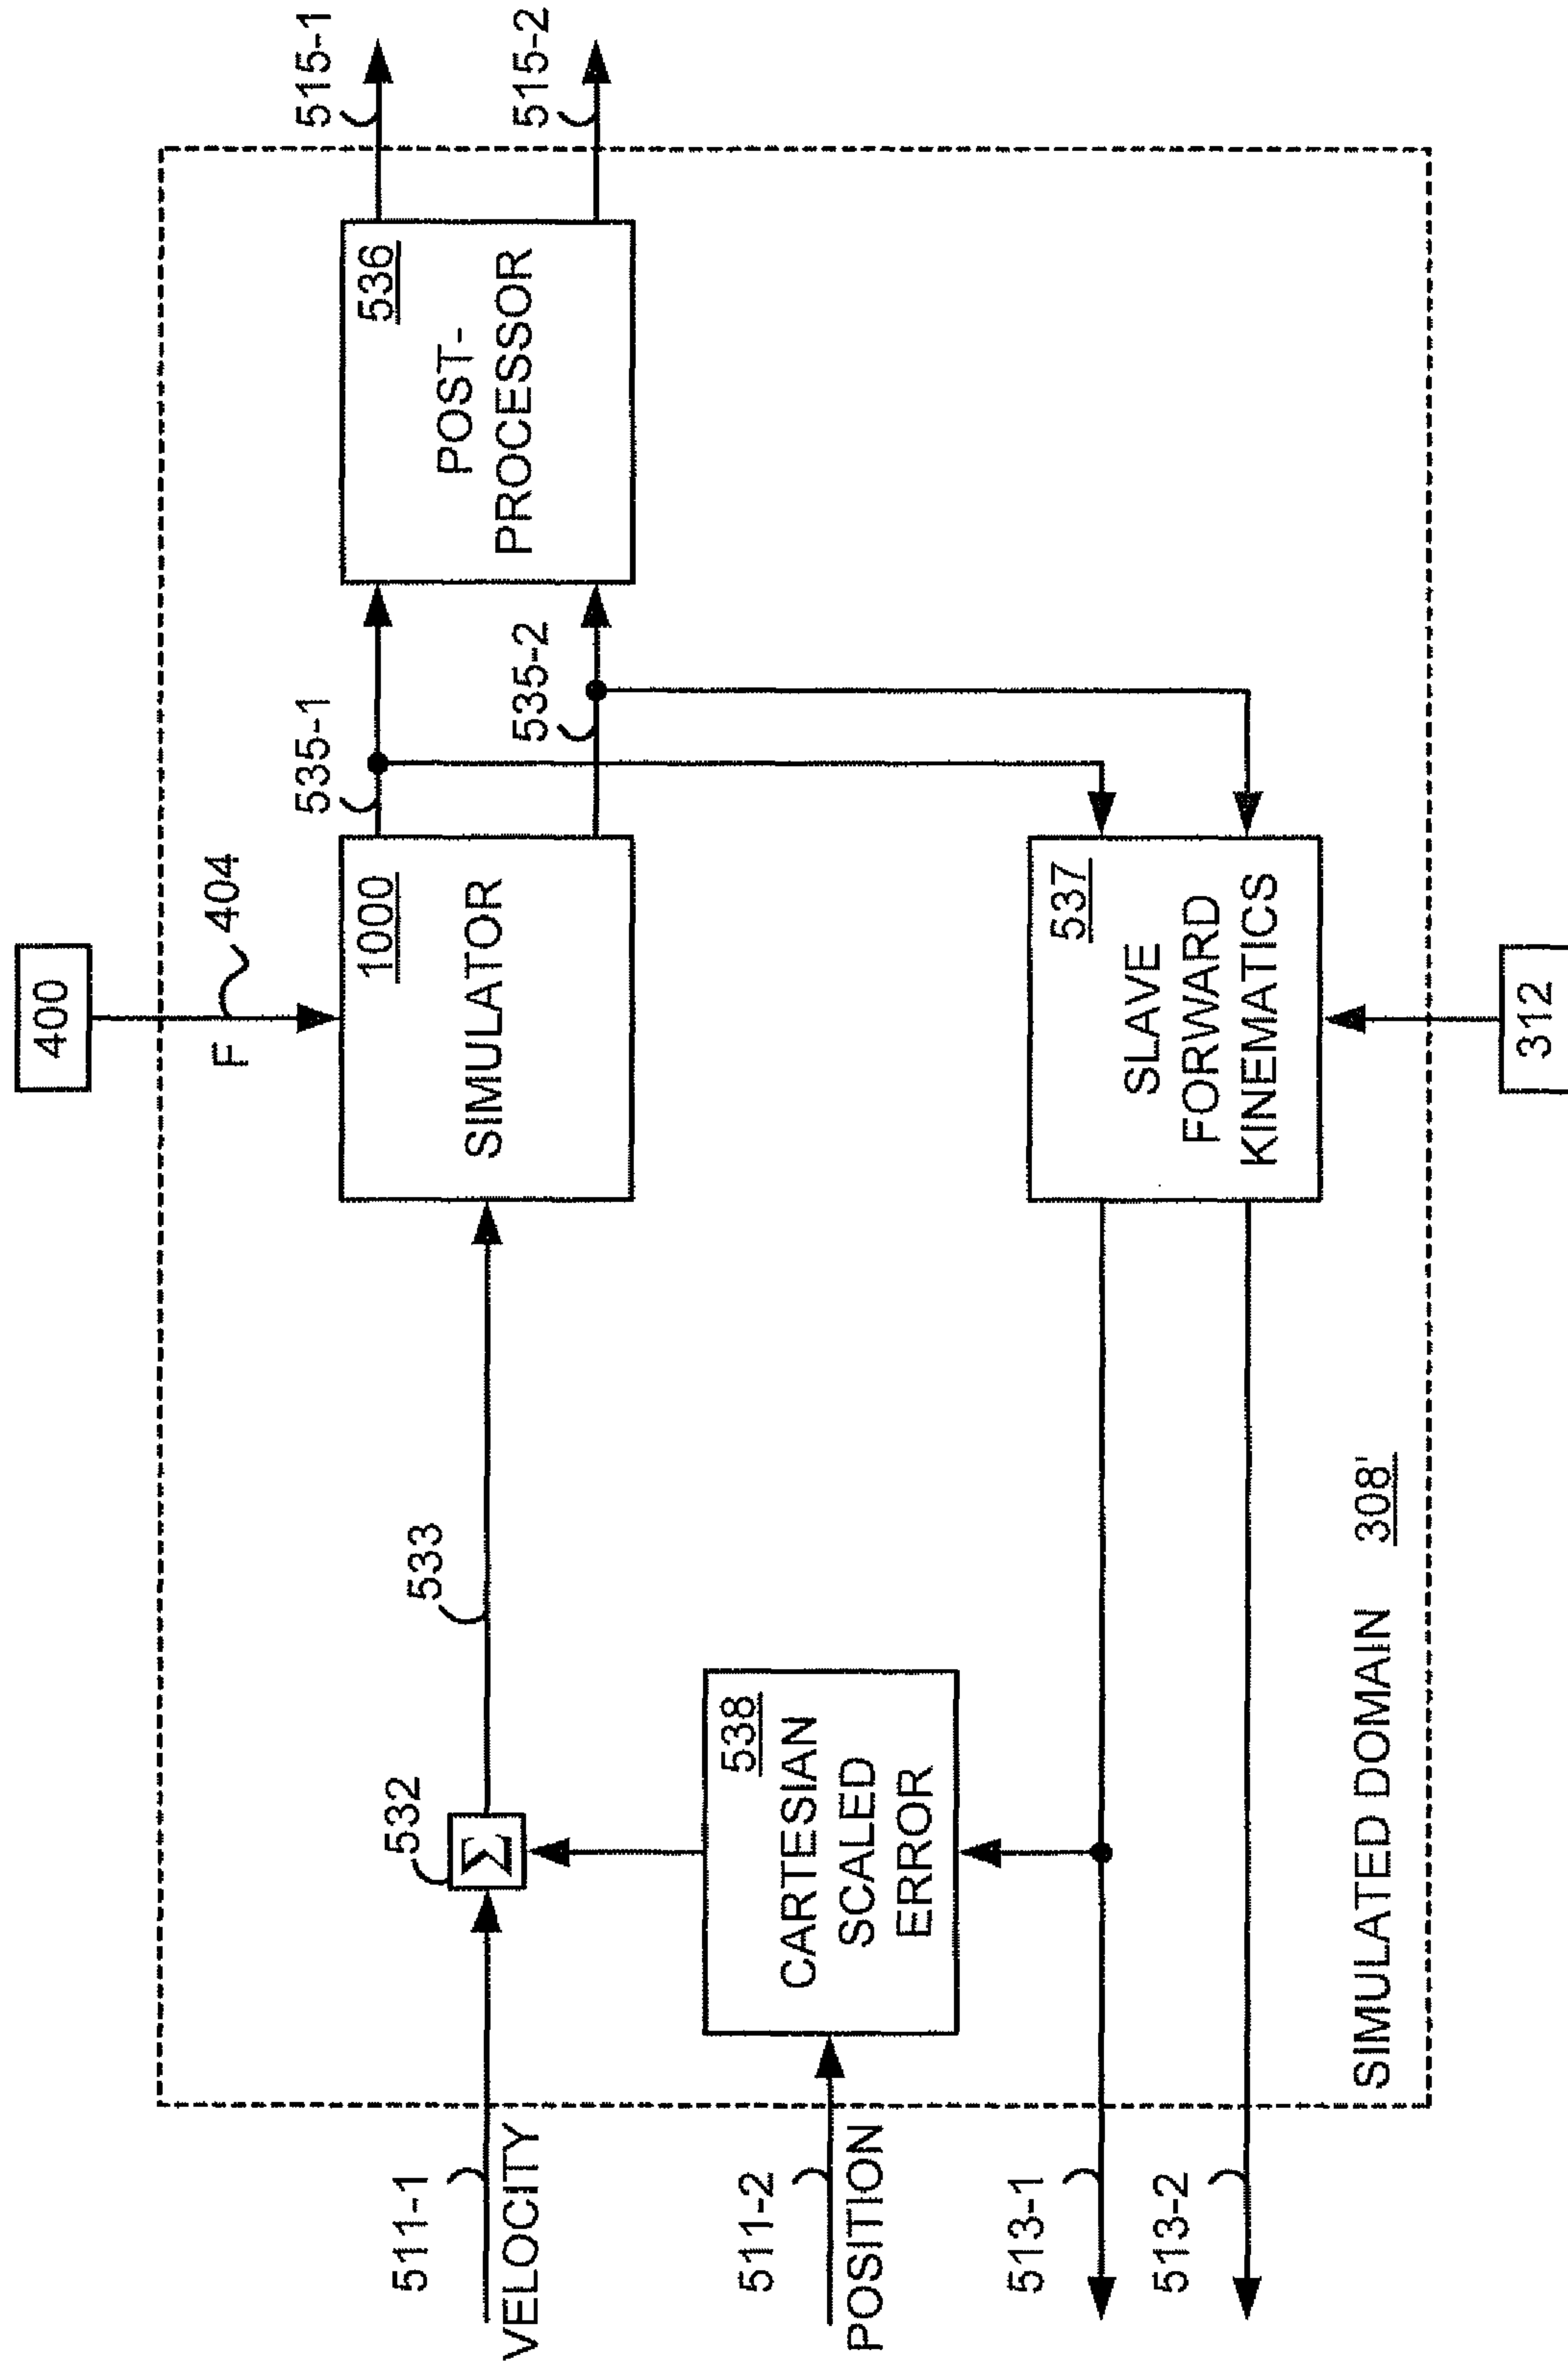 400
F
404
511-1
VELOCITY
532
Σ
533
1000
SIMULATOR
535-1
535-2
536
POST-
PROCESSOR
515-1
515-2
511-2
POSITION
538
CARTESIAN
SCALED
ERROR
537
SLAVE
FORWARD
KINEMATICS
513-1
513-2
SIMULATED DOMAIN 308'
312